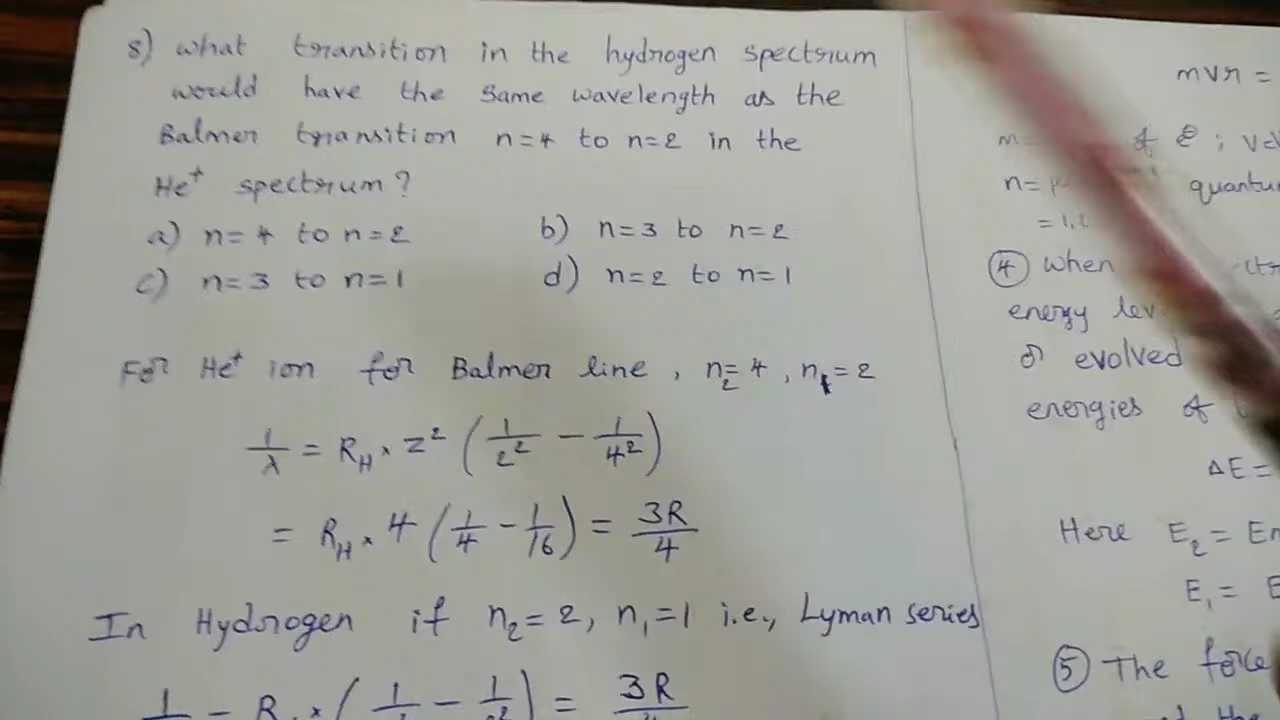 8) What transition in the hydrogen spectrum
would have the same wavelength as the
Balmer transition n=4 to n=2 in the
He⁺ spectrum?
a) n=4 to n=2 b) n=3 to n=2
c) n=3 to n=1 d) n=2 to n=1
For He⁺ ion for Balmer line, n₂=4, n₁=2
1/λ = R_H × Z² (1/2² − 1/4²)
= R_H × 4 (1/4 − 1/16) = 3R/4
In Hydrogen if n₂=2, n₁=1 i.e., Lyman series
= 3R
mvr =
n=
quantu
④ When
energy lev
or evolved
energies of
ΔE =
Here E₂ = En
E₁ = E
⑤ The force